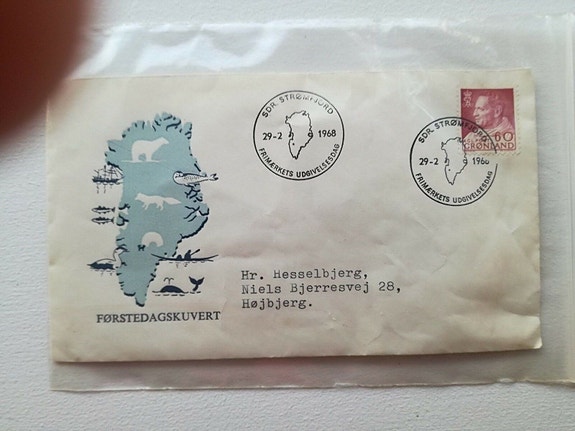 SDR. STRØMFJORD
29-2 1968
FRIMÆRKETS UDGIVELSESDAG
60
GRØNLAND
SDR. STRØMFJORD
29-2 1968
FRIMÆRKETS UDGIVELSESDAG
Hr. Hesselbjerg,
Niels Bjerresvej 28,
Højbjerg.
FØRSTEDAGSKUVERT